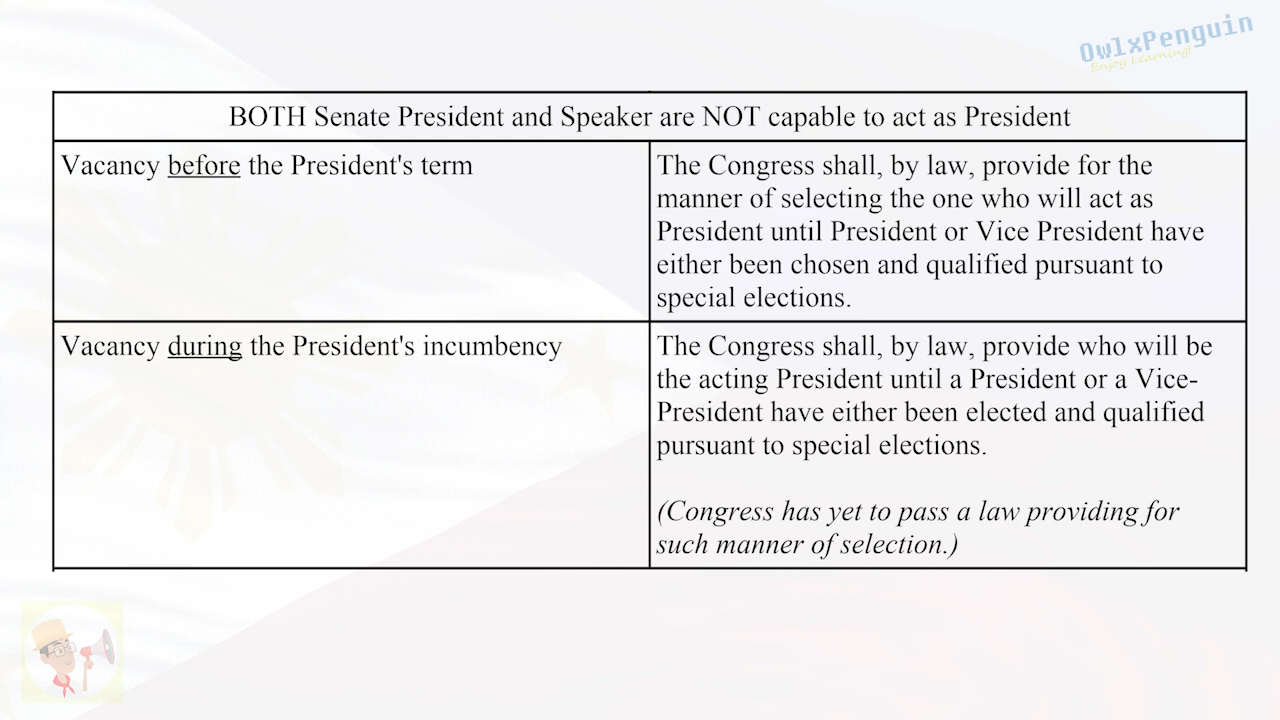 OwlxPenguin
Enjoy Learning!
BOTH Senate President and Speaker are NOT capable to act as President
Vacancy before the President's term
The Congress shall, by law, provide for the
manner of selecting the one who will act as
President until President or Vice President have
either been chosen and qualified pursuant to
special elections.
Vacancy during the President's incumbency
The Congress shall, by law, provide who will be
the acting President until a President or a Vice-
President have either been elected and qualified
pursuant to special elections.
(Congress has yet to pass a law providing for
such manner of selection.)